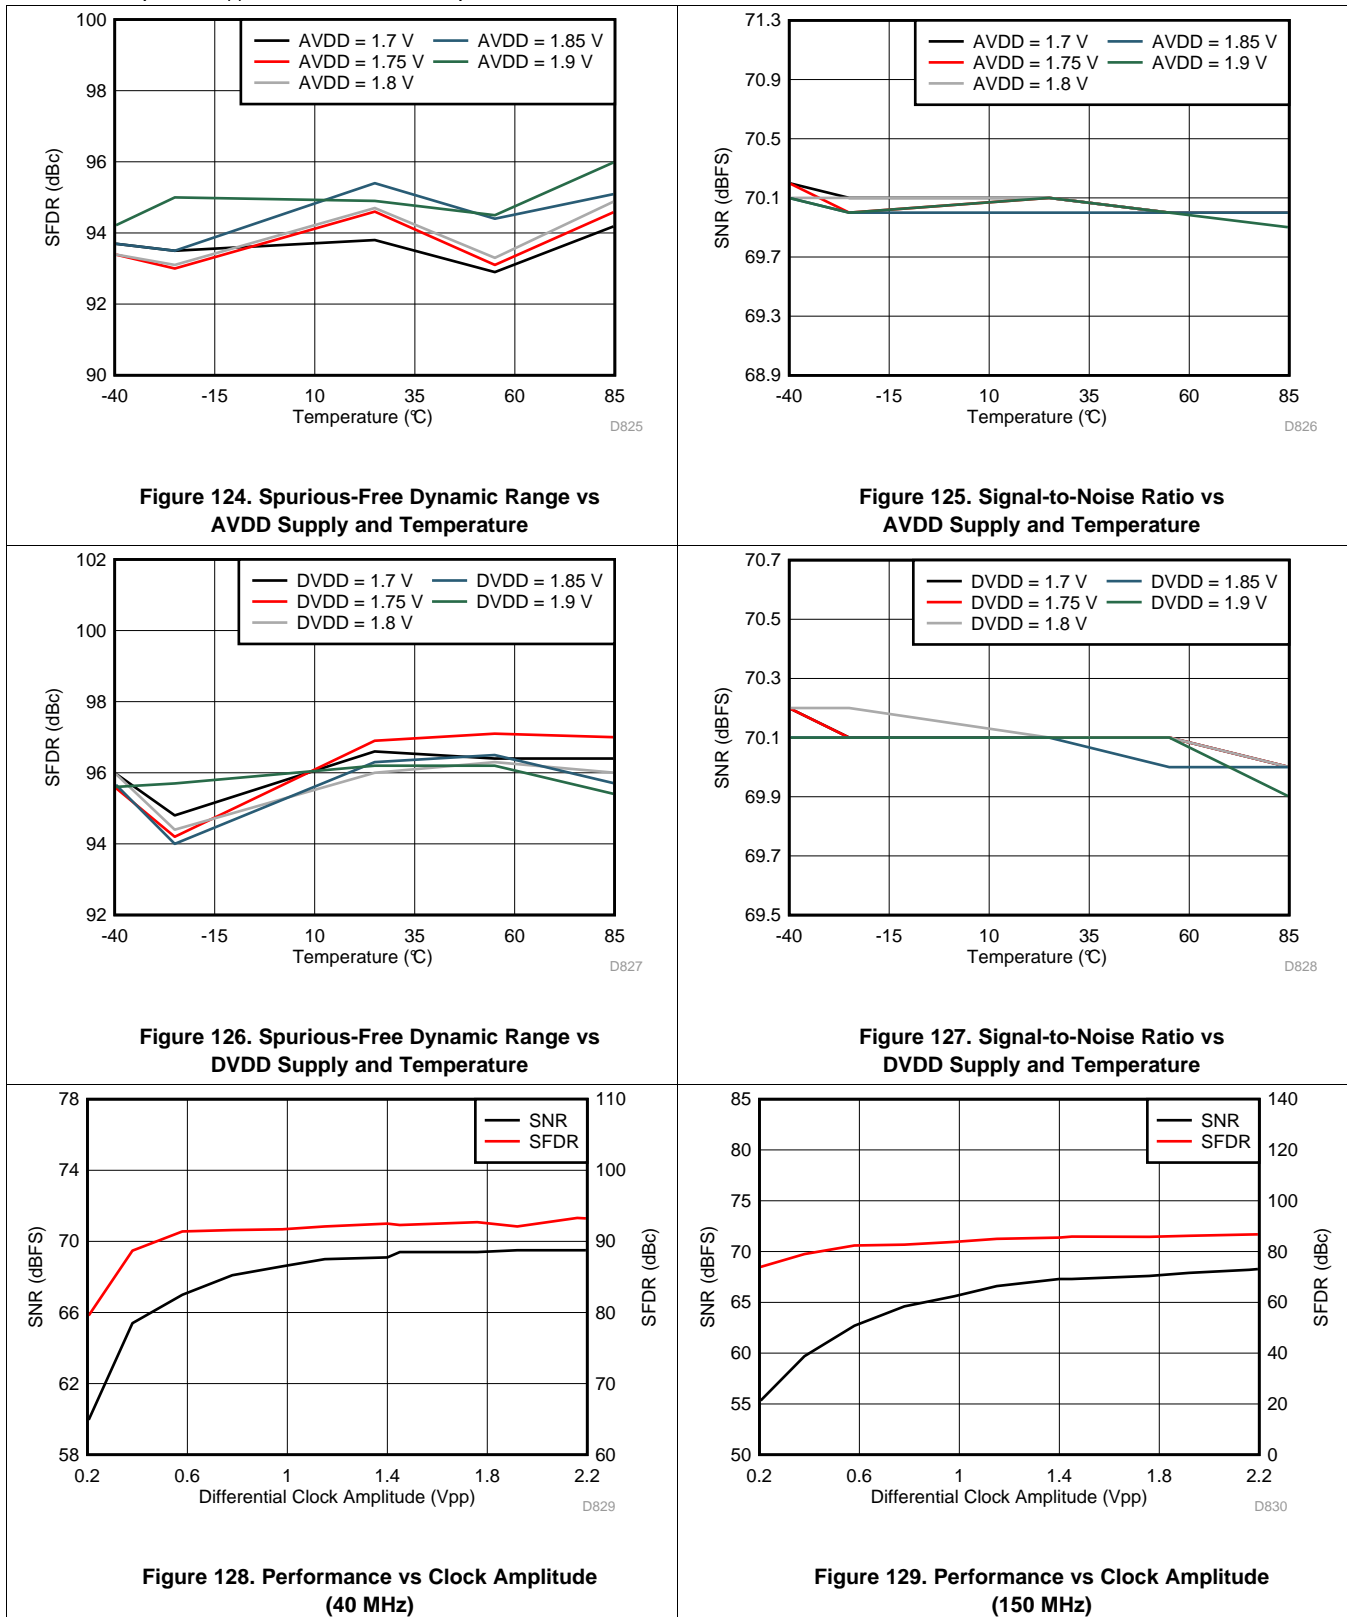 100
98
96
94
92
90
SFDR (dBc)
AVDD = 1.7 V
AVDD = 1.75 V
AVDD = 1.8 V
AVDD = 1.85 V
AVDD = 1.9 V
-40 -15 10 35 60 85
Temperature (°C)
D825
Figure 124. Spurious-Free Dynamic Range vs
AVDD Supply and Temperature
71.3
70.9
70.5
70.1
69.7
69.3
68.9
SNR (dBFS)
AVDD = 1.7 V
AVDD = 1.75 V
AVDD = 1.8 V
AVDD = 1.85 V
AVDD = 1.9 V
-40 -15 10 35 60 85
Temperature (°C)
D826
Figure 125. Signal-to-Noise Ratio vs
AVDD Supply and Temperature
102
100
98
96
94
92
SFDR (dBc)
DVDD = 1.7 V
DVDD = 1.75 V
DVDD = 1.8 V
DVDD = 1.85 V
DVDD = 1.9 V
-40 -15 10 35 60 85
Temperature (°C)
D827
Figure 126. Spurious-Free Dynamic Range vs
DVDD Supply and Temperature
70.7
70.5
70.3
70.1
69.9
69.7
69.5
SNR (dBFS)
DVDD = 1.7 V
DVDD = 1.75 V
DVDD = 1.8 V
DVDD = 1.85 V
DVDD = 1.9 V
-40 -15 10 35 60 85
Temperature (°C)
D828
Figure 127. Signal-to-Noise Ratio vs
DVDD Supply and Temperature
78
74
70
66
62
58
SNR (dBFS)
SNR
SFDR
110
100
90
80
70
60
SFDR (dBc)
0.2 0.6 1 1.4 1.8 2.2
Differential Clock Amplitude (Vpp)
D829
Figure 128. Performance vs Clock Amplitude
(40 MHz)
85
80
75
70
65
60
55
50
SNR (dBFS)
SNR
SFDR
140
120
100
80
60
40
20
0
SFDR (dBc)
0.2 0.6 1 1.4 1.8 2.2
Differential Clock Amplitude (Vpp)
D830
Figure 129. Performance vs Clock Amplitude
(150 MHz)